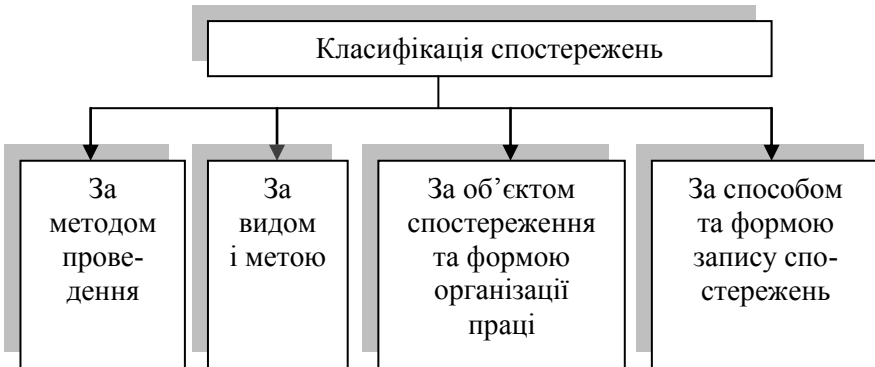 Класифікація спостережень
За
методом
прове-
дення
За
видом
і метою
За об’єктом
спостереження
та формою
організації
праці
За способом
та формою
запису спо-
стережень